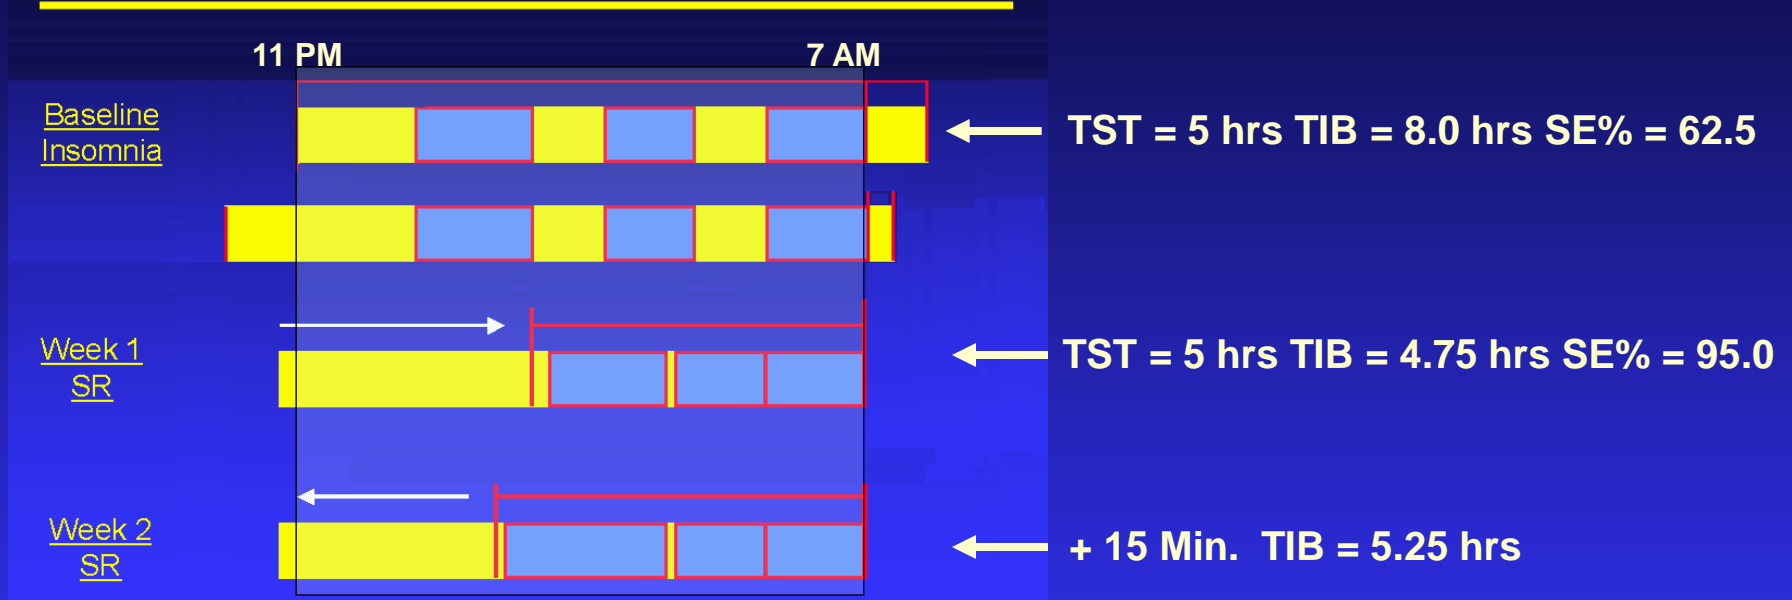 11 PM 7 AM
Baseline
Insomnia
TST = 5 hrs TIB = 8.0 hrs SE% = 62.5
Week 1
SR
TST = 5 hrs TIB = 4.75 hrs SE% = 95.0
Week 2
SR
+ 15 Min. TIB = 5.25 hrs